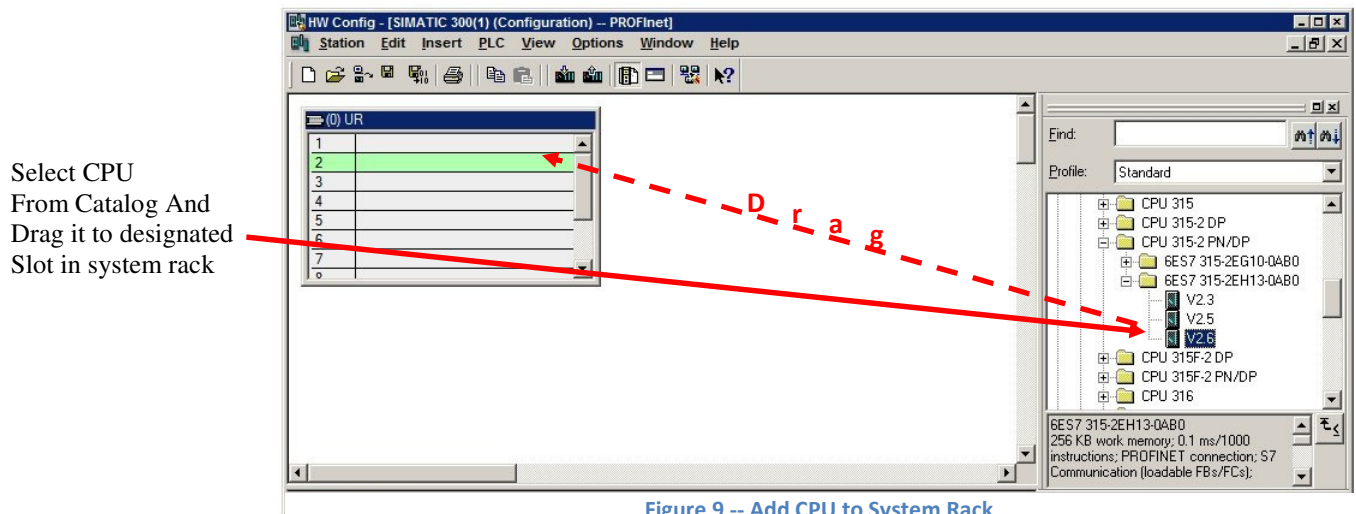 HW Config - [SIMATIC 300(1) (Configuration) -- PROFInet]
Station Edit Insert PLC View Options Window Help
(0) UR
1
2
3
4
5
6
7
8
Select CPU
From Catalog And
Drag it to designated
Slot in system rack
D r a g
Find:
Profile: Standard
CPU 315
CPU 315-2 DP
CPU 315-2 PN/DP
6ES7 315-2EG10-0AB0
6ES7 315-2EH13-0AB0
V2.3
V2.5
V2.6
CPU 315F-2 DP
CPU 315F-2 PN/DP
CPU 316
6ES7 315-2EH13-0AB0
256 KB work memory; 0.1 ms/1000
instructions; PROFINET connection; S7
Communication (loadable FBs/FCs);
Figure 9 -- Add CPU to System Rack